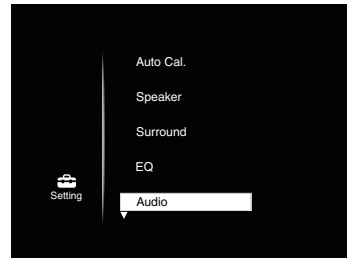 Auto Cal.
Speaker
Surround
EQ
Setting
Audio